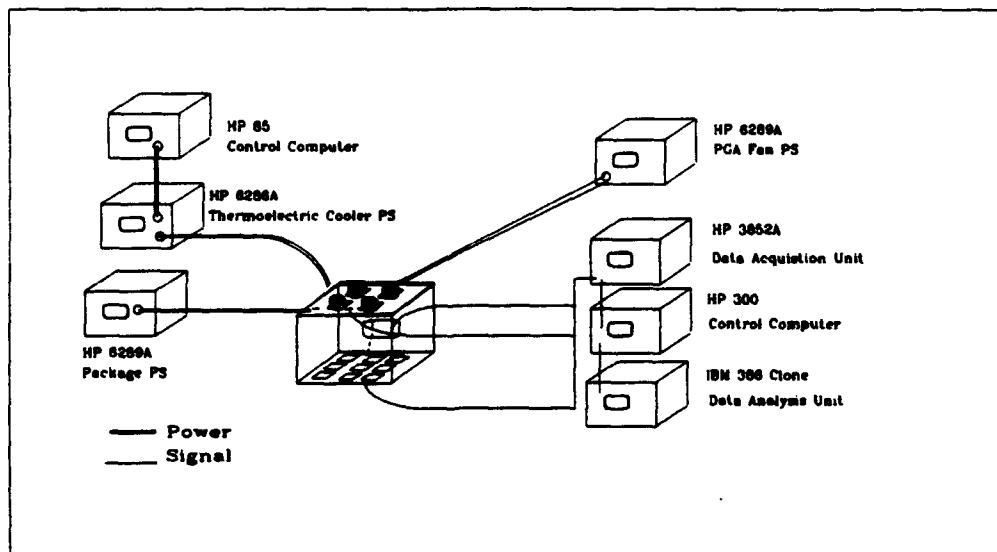 HP 85
Control Computer
HP 6286A
Thermoelectric Cooler PS
HP 6289A
Package PS
HP 6289A
PGA Fan PS
HP 3852A
Data Acquistion Unit
HP 300
Control Computer
IBM 386 Clone
Data Analysis Unit
Power
Signal